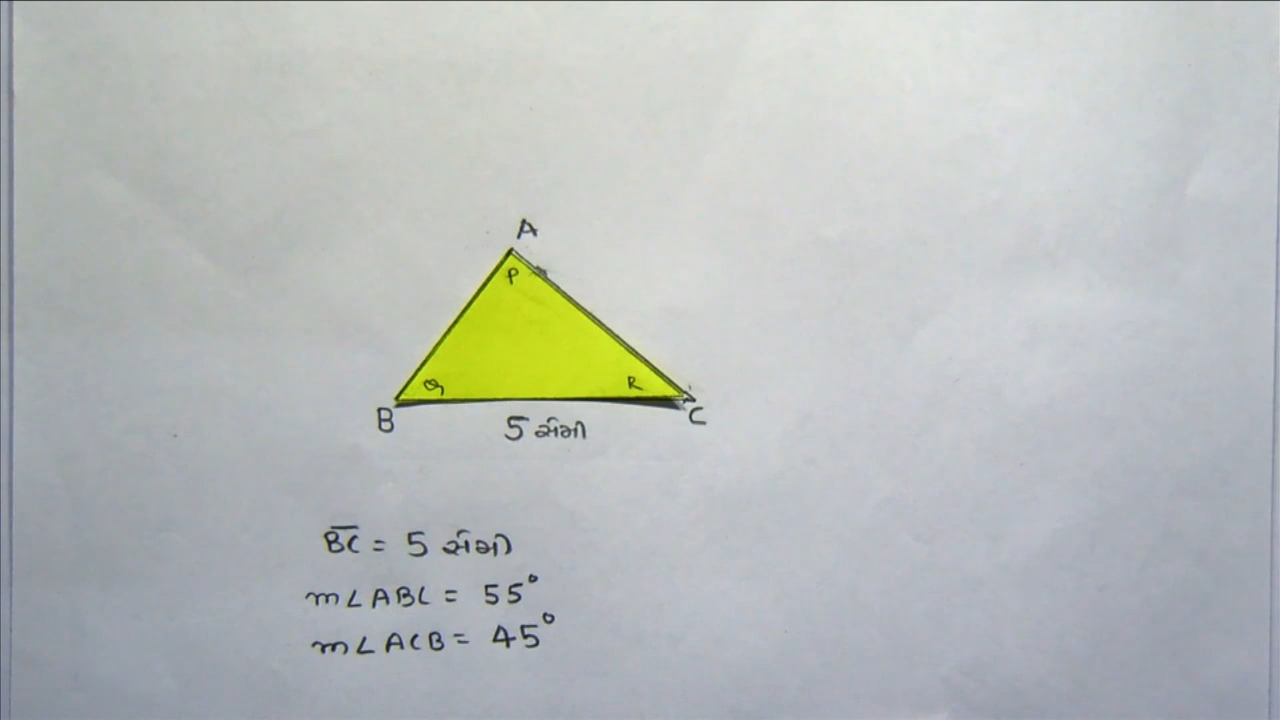 A
P
Q R
B C
5 સેમી
BC = 5 સેમી
m∠ABC = 55°
m∠ACB = 45°